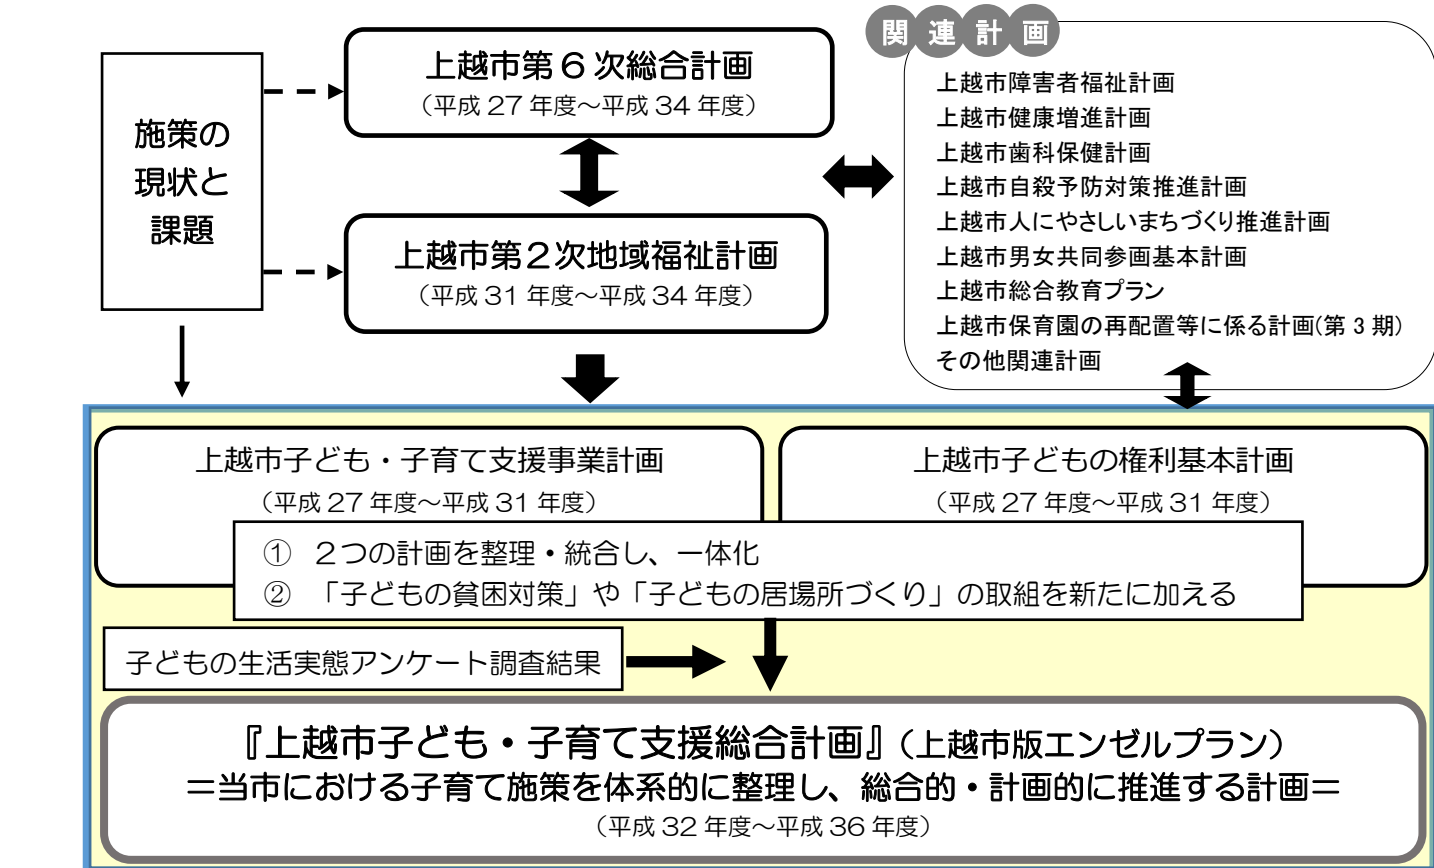 施策の
現状と
課題
上越市第６次総合計画
（平成 27 年度～平成 34 年度）
上越市第２次地域福祉計画
（平成 31 年度～平成 34 年度）
関連計画
上越市障害者福祉計画
上越市健康増進計画
上越市歯科保健計画
上越市自殺予防対策推進計画
上越市人にやさしいまちづくり推進計画
上越市男女共同参画基本計画
上越市総合教育プラン
上越市保育園の再配置等に係る計画(第 3 期)
その他関連計画
上越市子ども・子育て支援事業計画
（平成 27 年度～平成 31 年度）
上越市子どもの権利基本計画
（平成 27 年度～平成 31 年度）
① ２つの計画を整理・統合し、一体化
② 「子どもの貧困対策」や「子どもの居場所づくり」の取組を新たに加える
子どもの生活実態アンケート調査結果
『上越市子ども・子育て支援総合計画』（上越市版エンゼルプラン）
＝当市における子育て施策を体系的に整理し、総合的・計画的に推進する計画＝
（平成 32 年度～平成 36 年度）